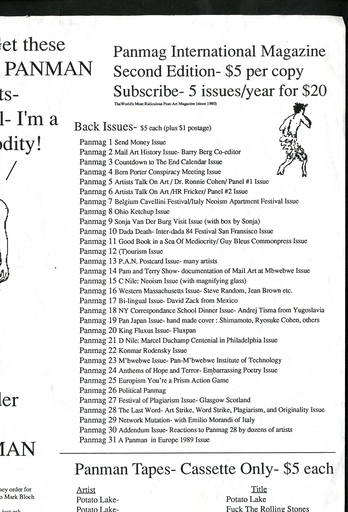 Get these
PANMAN
ts-
l- I'm a
odity!
Panmag International Magazine
Second Edition- $5 per copy
Subscribe- 5 issues/year for $20
The World's Most Ridiculous Post-Art Magazine (since 1980)
Back Issues- $5 each (plus $1 postage)
Panmag 1 Send Money Issue
Panmag 2 Mail Art History Issue- Barry Berg Co-editor
Panmag 3 Countdown to The End Calendar Issue
Panmag 4 Bern Porter Conspiracy Meeting Issue
Panmag 5 Artists Talk On Art / Dr. Ronnie Cohen/ Panel #1 Issue
Panmag 6 Artists Talk On Art /HR Fricker/ Panel #2 Issue
Panmag 7 Belgium Cavellini Festival/Italy Neoism Apartment Festival Issue
Panmag 8 Ohio Ketchup Issue
Panmag 9 Sonja Van Der Burg Visit Issue (with box by Sonja)
Panmag 10 Dada Death- Inter-dada 84 Festival San Fransisco Issue
Panmag 11 Good Book in a Sea Of Mediocrity/ Guy Bleus Commonpress Issue
Panmag 12 (T)ourism Issue
Panmag 13 P.A.N. Postcard Issue- many artists
Panmag 14 Pam and Terry Show- documentation of Mail Art at Mbwebwe Issue
Panmag 15 C Nile: Neoism Issue (with magnifying glass)
Panmag 16 Western Massachusetts Issue- Steve Random, Jean Brown etc.
Panmag 17 Bi-lingual Issue- David Zack from Mexico
Panmag 18 NY Correspondence School Dinner Issue- Andrej Tisma from Yugoslavia
Panmag 19 Pan Japan Issue- hand made cover : Shimamoto, Ryosuke Cohen, others
Panmag 20 King Fluxus Issue- Fluxpan
Panmag 21 D Nile: Marcel Duchamp Centenial in Philadelphia Issue
Panmag 22 Konmar Rodensky Issue
Panmag 23 M'bwebwe Issue- Pan-M'bwebwe Institute of Technology
Panmag 24 Anthems of Hope and Terror- Embarrassing Poetry Issue
Panmag 25 Europism You're a Prism Action Game
Panmag 26 Political Panmag
Panmag 27 Festival of Plagiarism Issue- Glasgow Scotland
Panmag 28 The Last Word- Art Strike, Word Strike, Plagiarism, and Originality Issue
Panmag 29 Network Mutation- with Emilio Morandi of Italy
Panmag 30 Addendum Issue- Reactions to Panmag 28 by dozens of artists
Panmag 31 A Panman in Europe 1989 Issue
der
MAN
ney order for
o Mark Bloch
Panman Tapes- Cassette Only- $5 each
Artist Title
Potato Lake- Potato Lake
Potato Lake- Fuck The Rolling Stones